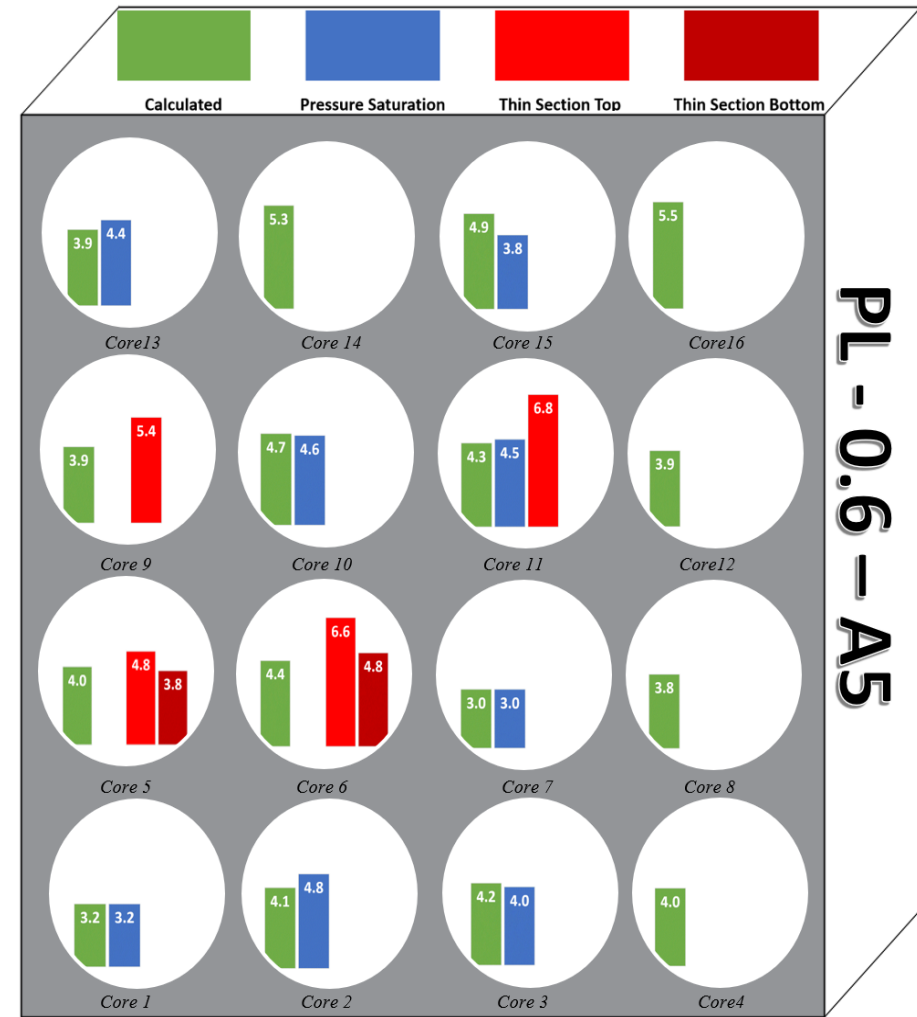 Calculated Pressure Saturation Thin Section Top Thin Section Bottom
3.9 4.4 5.3 4.9 3.8 5.5
Core13 Core 14 Core 15 Core16
3.9 5.4 4.7 4.6 4.3 4.5 6.8 3.9
Core 9 Core 10 Core 11 Core12
4.0 4.8 3.8 4.4 6.6 4.8 3.0 3.0 3.8
Core 5 Core 6 Core 7 Core 8
3.2 3.2 4.1 4.8 4.2 4.0 4.0
Core 1 Core 2 Core 3 Core4
PL - 0.6 – A5